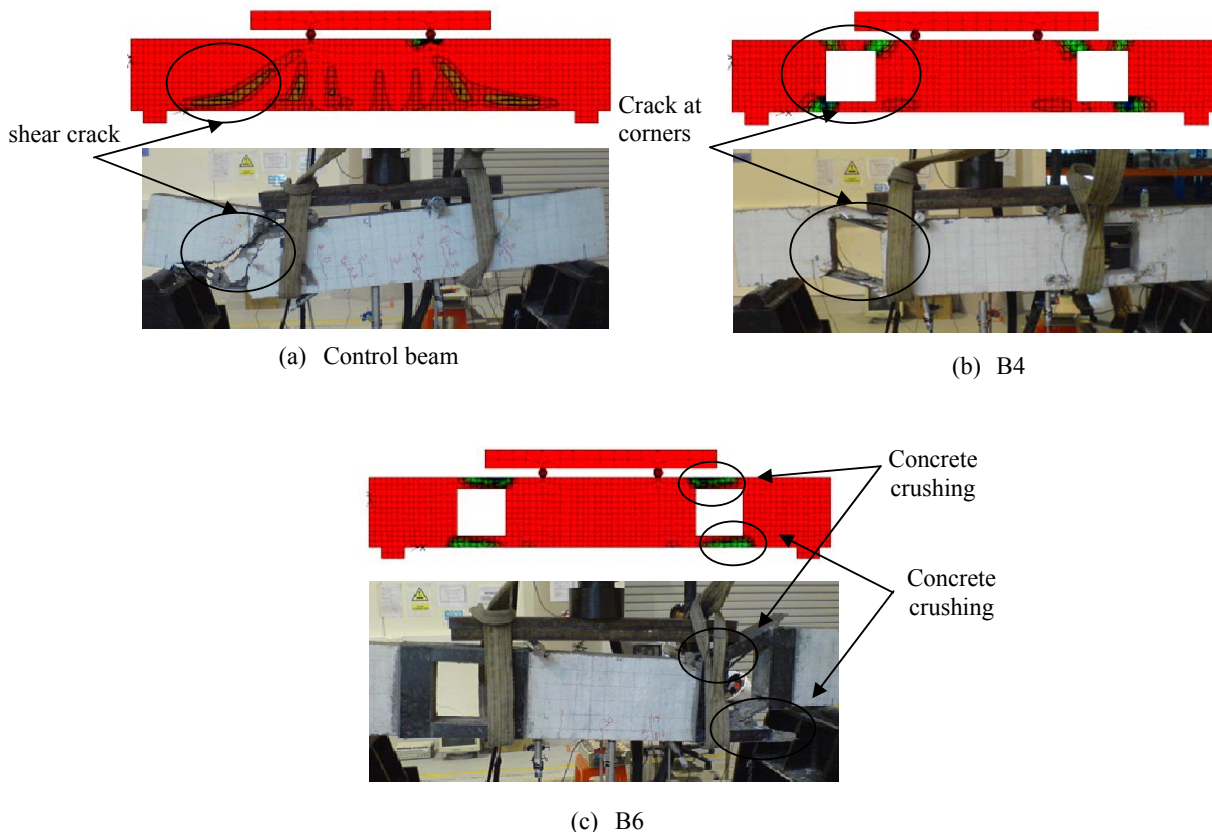 shear crack
Crack at
corners
(a) Control beam
(b) B4
Concrete
crushing
Concrete
crushing
(c) B6